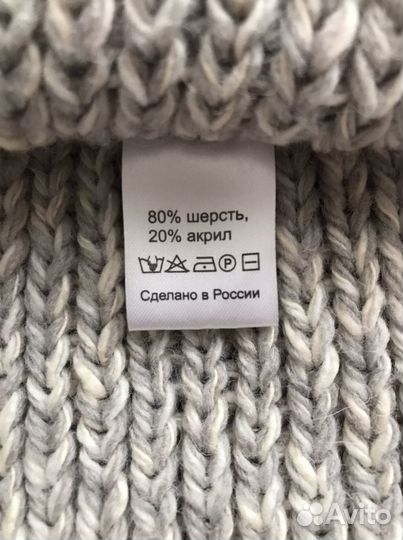 80% шерсть,
20% акрил
P
Сделано в России
Avito